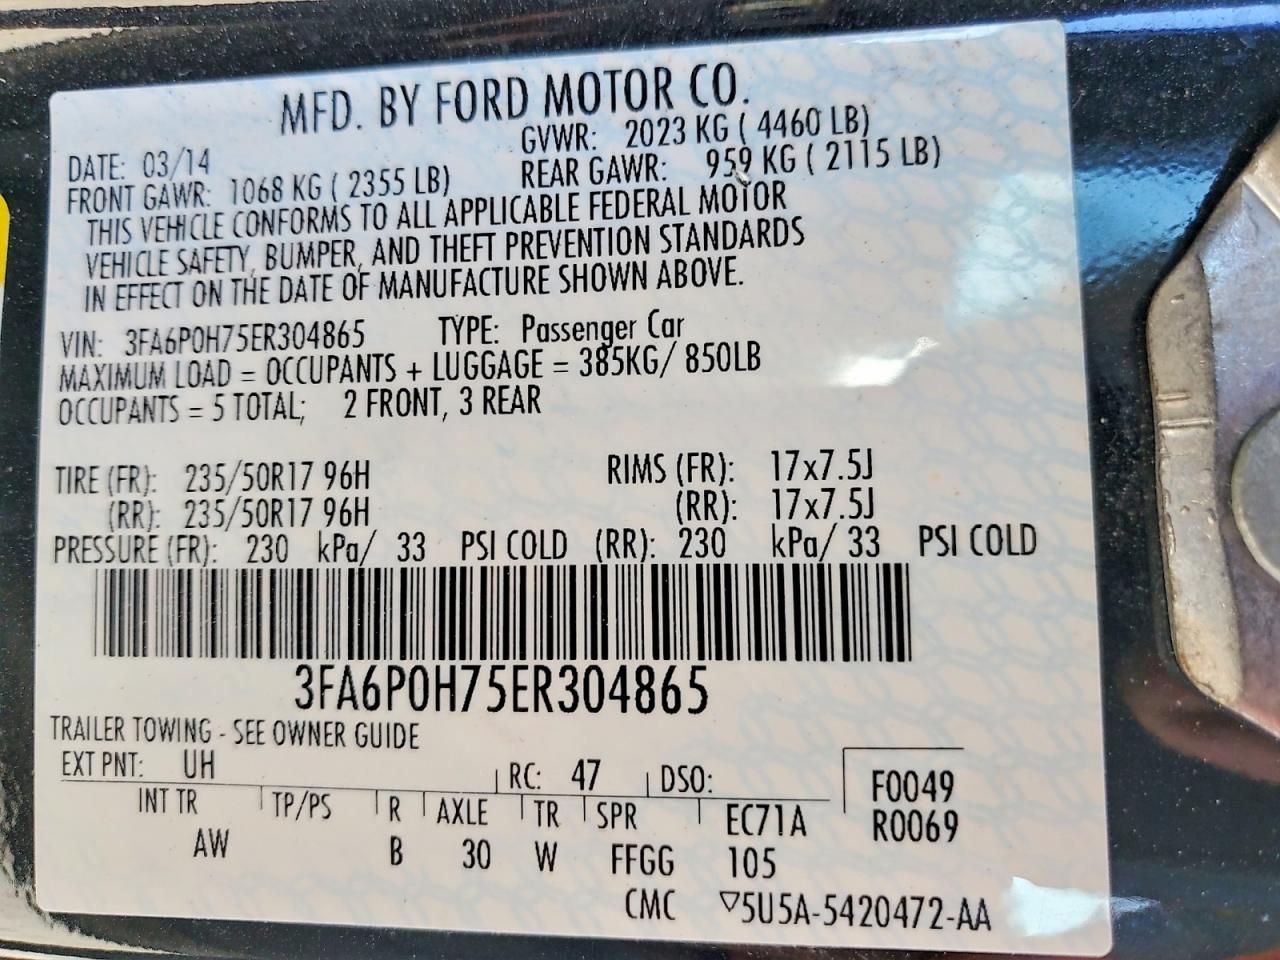 MFD. BY FORD MOTOR CO.
DATE: 03/14 GVWR: 2023 KG ( 4460 LB)
FRONT GAWR: 1068 KG ( 2355 LB) REAR GAWR: 959 KG ( 2115 LB)
THIS VEHICLE CONFORMS TO ALL APPLICABLE FEDERAL MOTOR
VEHICLE SAFETY, BUMPER, AND THEFT PREVENTION STANDARDS
IN EFFECT ON THE DATE OF MANUFACTURE SHOWN ABOVE.
VIN: 3FA6P0H75ER304865 TYPE: Passenger Car
MAXIMUM LOAD = OCCUPANTS + LUGGAGE = 385KG/ 850LB
OCCUPANTS = 5 TOTAL; 2 FRONT, 3 REAR
TIRE (FR): 235/50R17 96H RIMS (FR): 17x7.5J
(RR): 235/50R17 96H (RR): 17x7.5J
PRESSURE (FR): 230 kPa/ 33 PSI COLD (RR): 230 kPa/ 33 PSI COLD
3FA6P0H75ER304865
TRAILER TOWING - SEE OWNER GUIDE
EXT PNT: UH RC: 47 DSO: F0049
INT TR TP/PS R AXLE TR SPR EC71A R0069
AW B 30 W FFGG 105
CMC ▽5U5A-5420472-AA